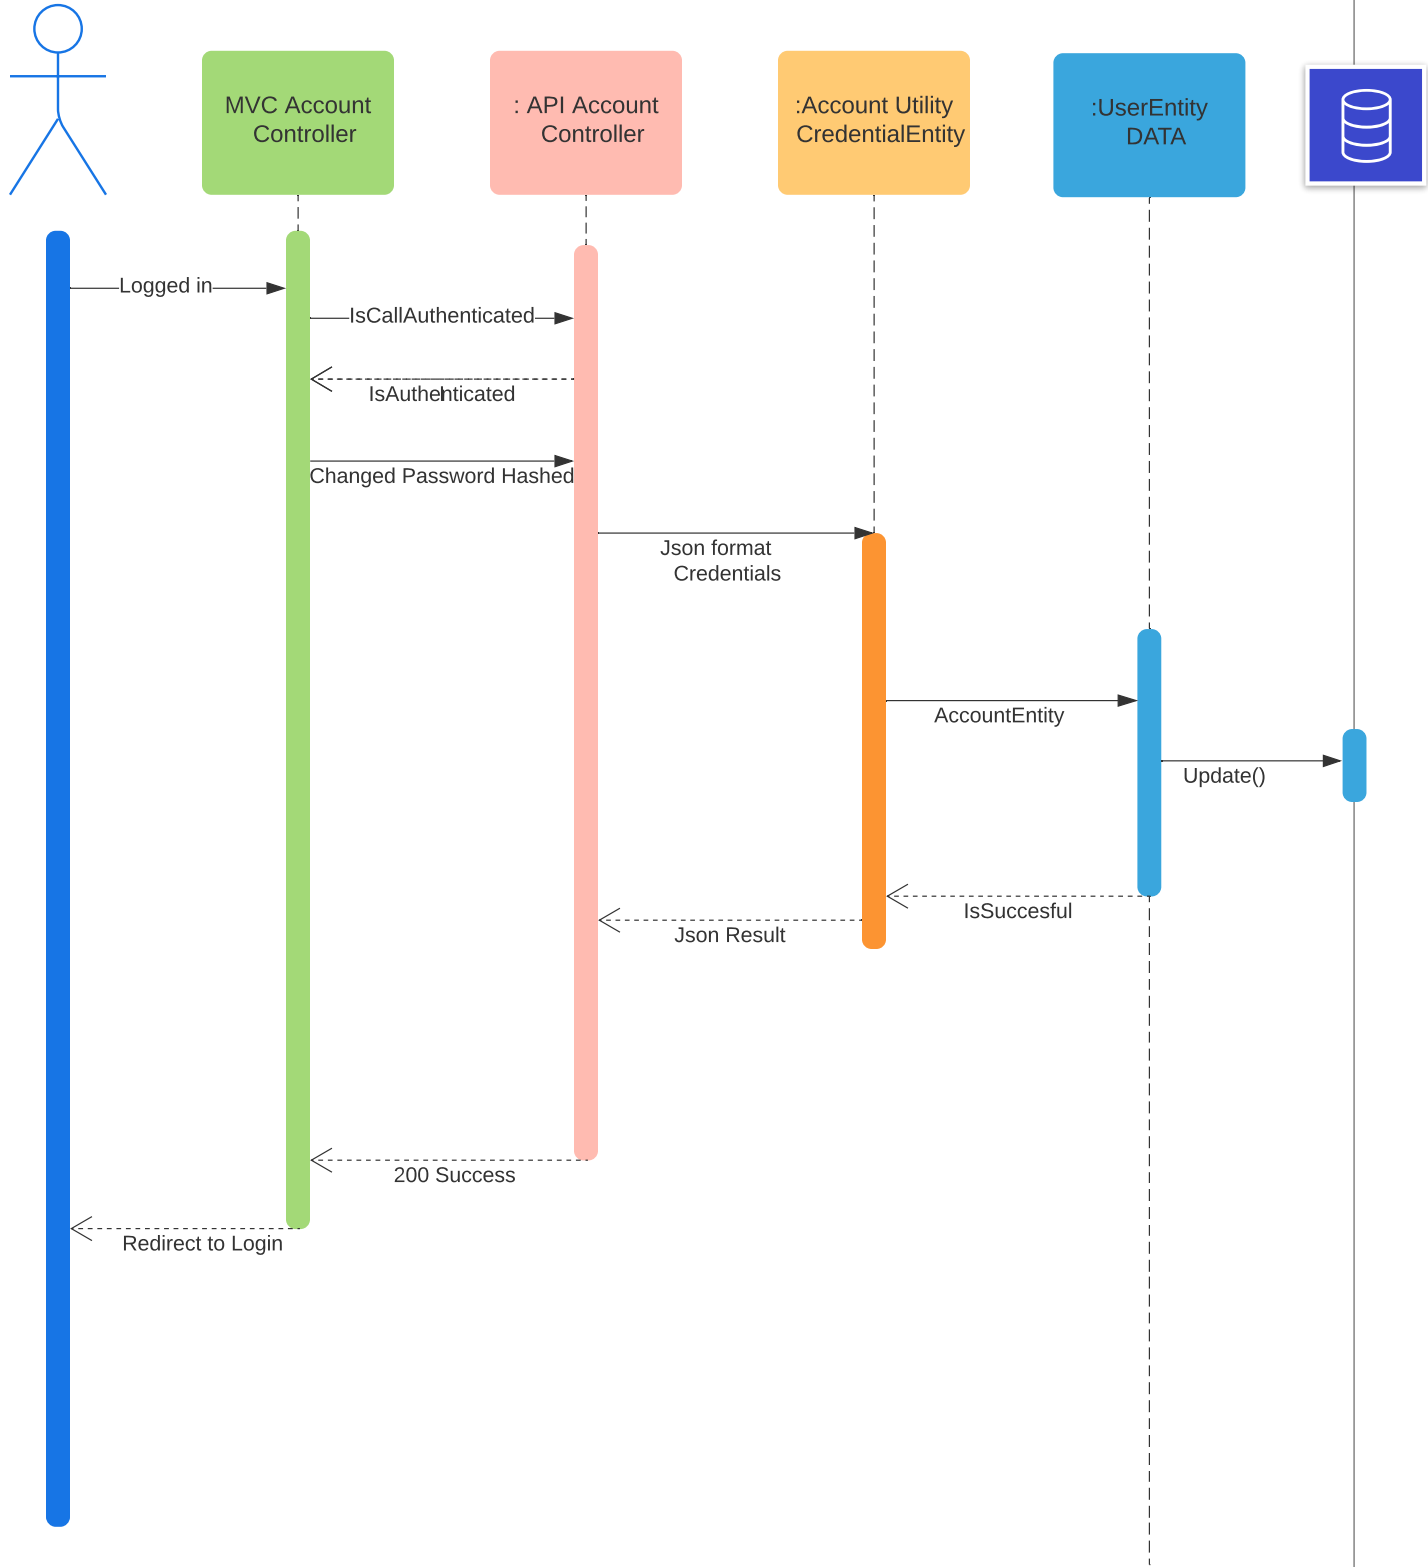 MVC Account
Controller
: API Account
Controller
:Account Utility
CredentialEntity
:UserEntity
DATA
Logged in
IsCallAuthenticated
IsAuthenticated
Changed Password Hashed
Json format
Credentials
AccountEntity
Update()
IsSuccesful
Json Result
200 Success
Redirect to Login